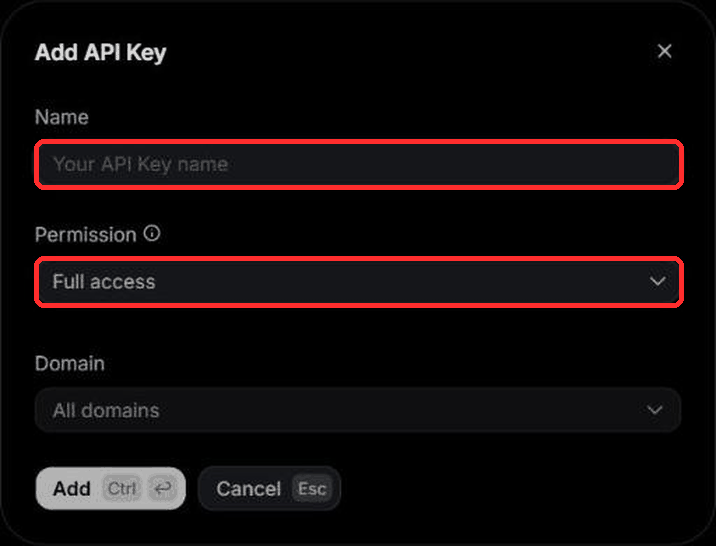 Add API Key
Name
Your API Key name
Permission
Full access
Domain
All domains
Add Ctrl ↩ Cancel Esc